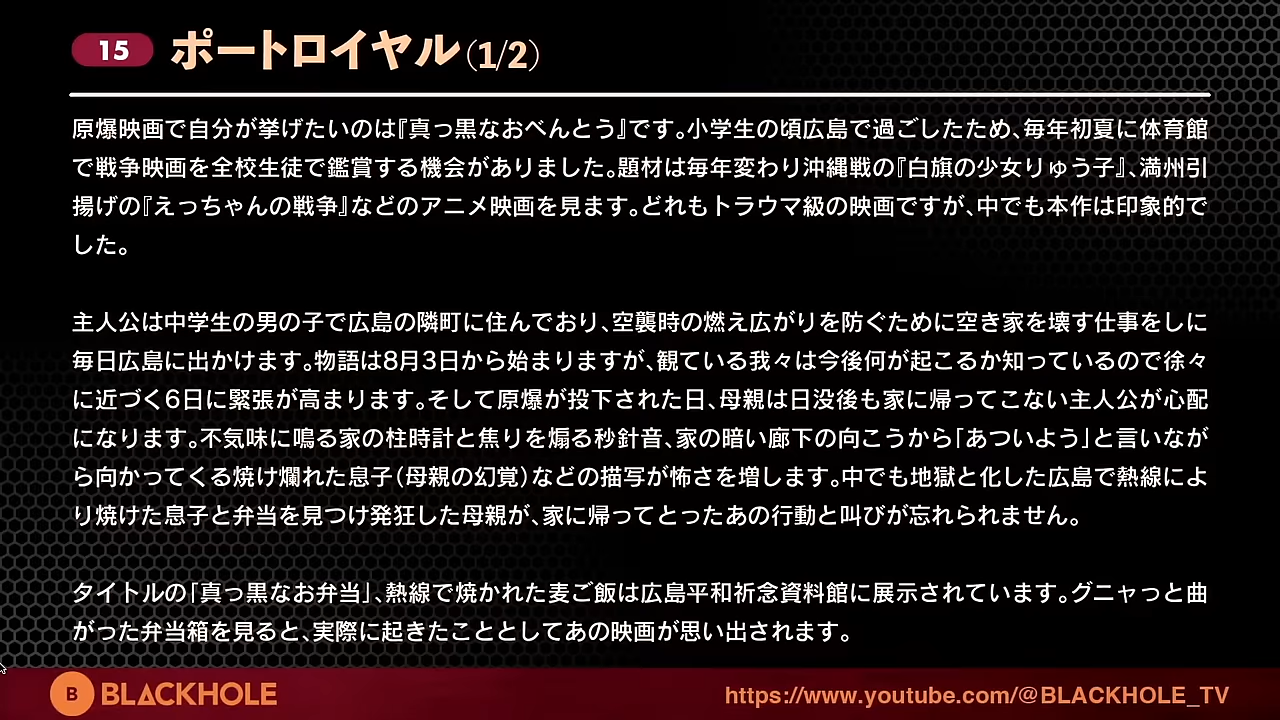 15 ポートロイヤル(1/2)
原爆映画で自分が挙げたいのは『真っ黒なおべんとう』です。小学生の頃広島で過ごしたため、毎年初夏に体育館
で戦争映画を全校生徒で鑑賞する機会がありました。題材は毎年変わり沖縄戦の『白旗の少女りゅう子』、満州引
揚げの『えっちゃんの戦争』などのアニメ映画を見ます。どれもトラウマ級の映画ですが、中でも本作は印象的で
した。
主人公は中学生の男の子で広島の隣町に住んでおり、空襲時の燃え広がりを防ぐために空き家を壊す仕事をしに
毎日広島に出かけます。物語は8月3日から始まりますが、観ている我々は今後何が起こるか知っているので徐々
に近づく6日に緊張が高まります。そして原爆が投下された日、母親は日没後も家に帰ってこない主人公が心配
になります。不気味に鳴る家の柱時計と焦りを煽る秒針音、家の暗い廊下の向こうから「あついよう」と言いなが
ら向かってくる焼け爛れた息子(母親の幻覚)などの描写が怖さを増します。中でも地獄と化した広島で熱線によ
り焼けた息子と弁当を見つけ発狂した母親が、家に帰ってとったあの行動と叫びが忘れられません。
タイトルの「真っ黒なお弁当」、熱線で焼かれた麦ご飯は広島平和祈念資料館に展示されています。グニャっと曲
がった弁当箱を見ると、実際に起きたこととしてあの映画が思い出されます。
B BLACKHOLE
https://www.youtube.com/@BLACKHOLE_TV